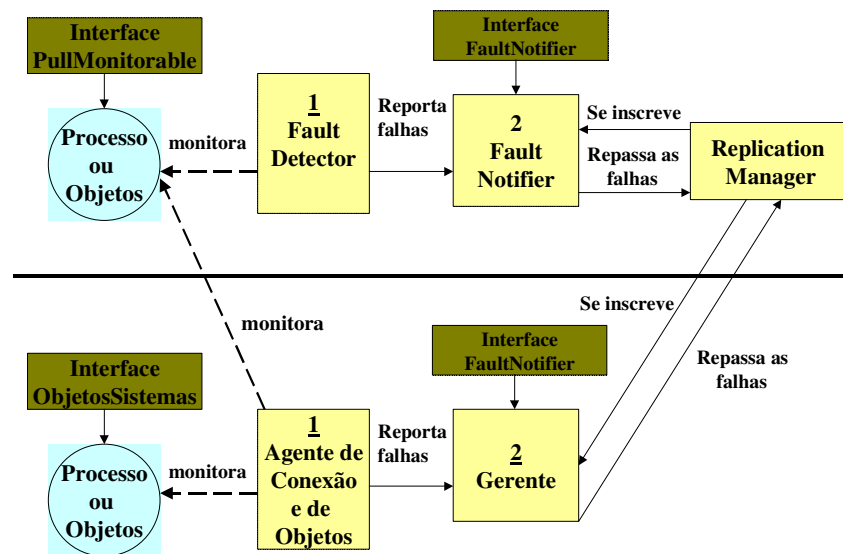 Interface
PullMonitorable
Interface
FaultNotifier
Processo
ou
Objetos
monitora
1
Fault
Detector
Reporta
falhas
2
Fault
Notifier
Se inscreve
Repassa as
falhas
Replication
Manager
monitora
Se inscreve
Repassa as
falhas
Interface
ObjetosSistemas
Interface
FaultNotifier
Processo
ou
Objetos
monitora
1
Agente de
Conexão
e de
Objetos
Reporta
falhas
2
Gerente